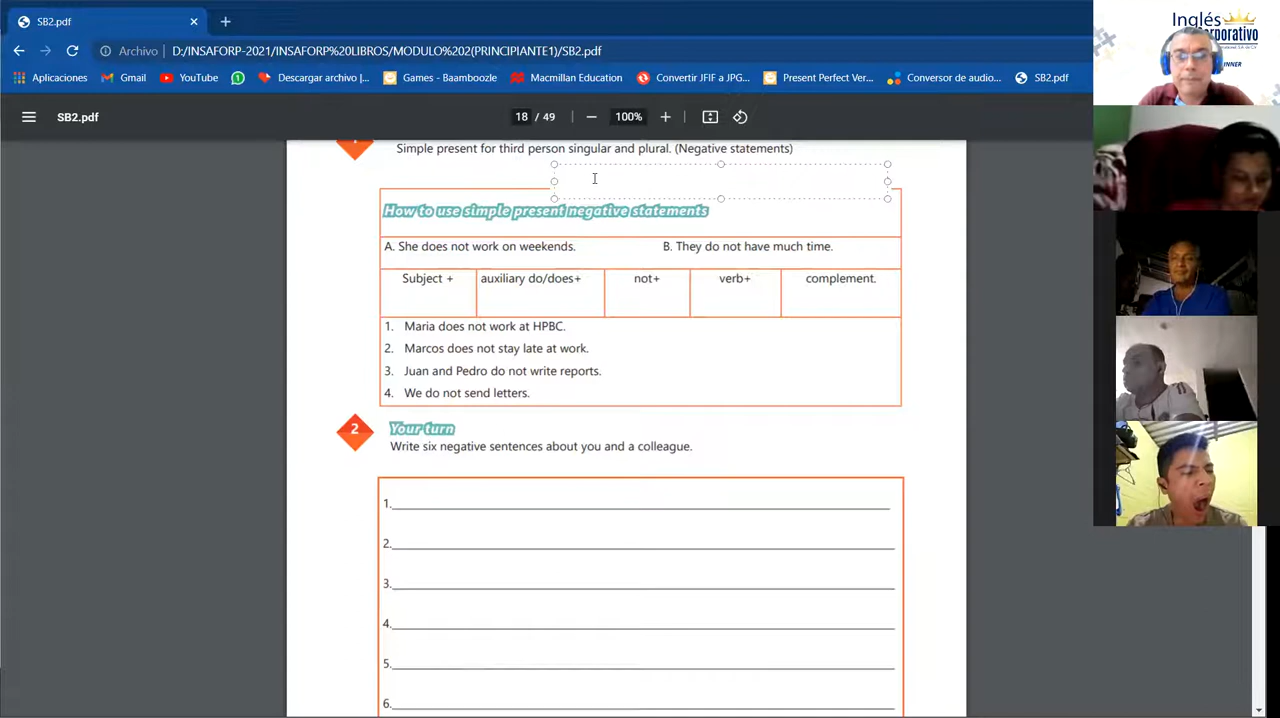 SB2.pdf
Archivo D:/INSAFORP-2021/INSAFORP%20LIBROS/MODULO%202(PRINCIPIANTE1)/SB2.pdf
Aplicaciones Gmail YouTube Descargar archivo |... Games - Baamboozle Macmillan Education Convertir JFIF a JPG... Present Perfect Ver... Conversor de audio... SB2.pdf
SB2.pdf 18 / 49 100%
Simple present for third person singular and plural. (Negative statements)
How to use simple present negative statements
A. She does not work on weekends. B. They do not have much time.
Subject + auxiliary do/does+ not+ verb+ complement.
1. Maria does not work at HPBC.
2. Marcos does not stay late at work.
3. Juan and Pedro do not write reports.
4. We do not send letters.
2 Your turn
Write six negative sentences about you and a colleague.
1.
2.
3.
4.
5.
6.
Inglés
orporativo